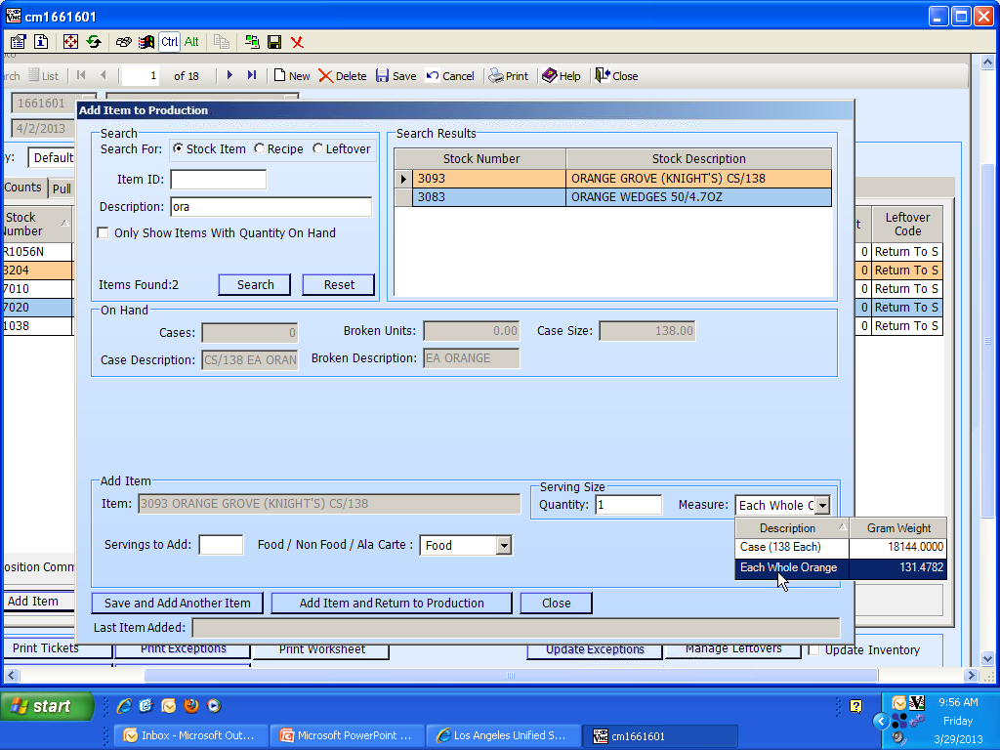 cm1661601
Ctrl Alt
rch List 1 of 18 New Delete Save Cancel Print Help Close
1661601
4/2/2013
y: Default
Counts Pull
Stock Number
R1056N
3204
7010
7020
1038
Add Item to Production
Search
Search For: Stock Item Recipe Leftover
Item ID:
Description: ora
Only Show Items With Quantity On Hand
Items Found:2 Search Reset
Search Results
Stock Number Stock Description
3093 ORANGE GROVE (KNIGHT'S) CS/138
3083 ORANGE WEDGES 50/4.7OZ
t Leftover Code
0 Return To S
0 Return To S
0 Return To S
0 Return To S
0 Return To S
On Hand
Cases: 0 Broken Units: 0.00 Case Size: 138.00
Case Description: CS/138 EA ORAN Broken Description: EA ORANGE
Add Item
Item: 3093 ORANGE GROVE (KNIGHT'S) CS/138
Serving Size
Quantity: 1 Measure: Each Whole C
Description Gram Weight
Case (138 Each) 18144.0000
Each Whole Orange 131.4782
Servings to Add: Food / Non Food / Ala Carte : Food
position Comm
Add Item
Save and Add Another Item Add Item and Return to Production Close
Last Item Added:
Print Tickets Print Exceptions Print Worksheet Update Exceptions Manage Leftovers Update Inventory
start
Inbox - Microsoft Out... Microsoft PowerPoint ... Los Angeles Unified S... cm1661601
9:56 AM
Friday
3/29/2013